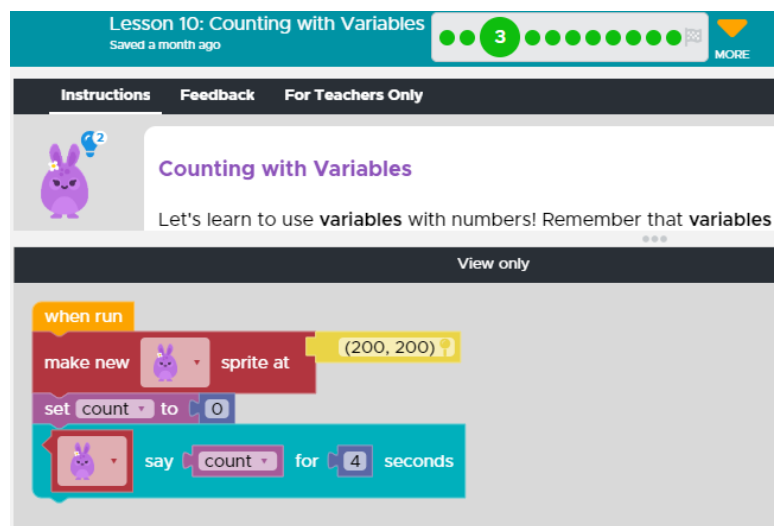 Lesson 10: Counting with Variables
Saved a month ago
3
MORE
Instructions Feedback For Teachers Only
2
Counting with Variables
Let's learn to use variables with numbers! Remember that variables
View only
when run
make new sprite at (200, 200)
set count to 0
say count for 4 seconds